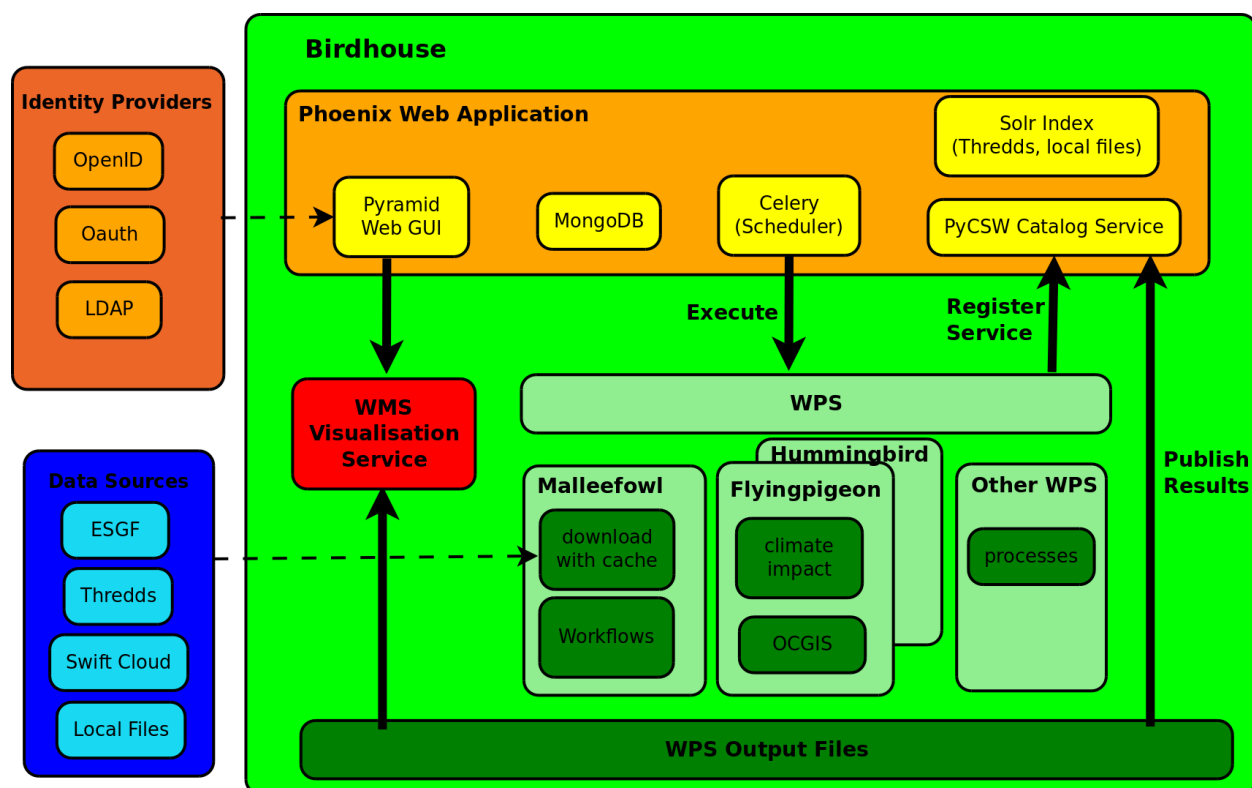 Birdhouse
Identity Providers
OpenID
Oauth
LDAP
Phoenix Web Application
Solr Index
(Thredds, local files)
Pyramid
Web GUI
MongoDB
Celery
(Scheduler)
PyCSW Catalog Service
Execute
Register
Service
WMS
Visualisation
Service
WPS
Publish
Results
Data Sources
ESGF
Thredds
Swift Cloud
Local Files
Malleefowl
download
with cache
Workflows
Hummingbird
Flyingpigeon
climate
impact
OCGIS
Other WPS
processes
WPS Output Files